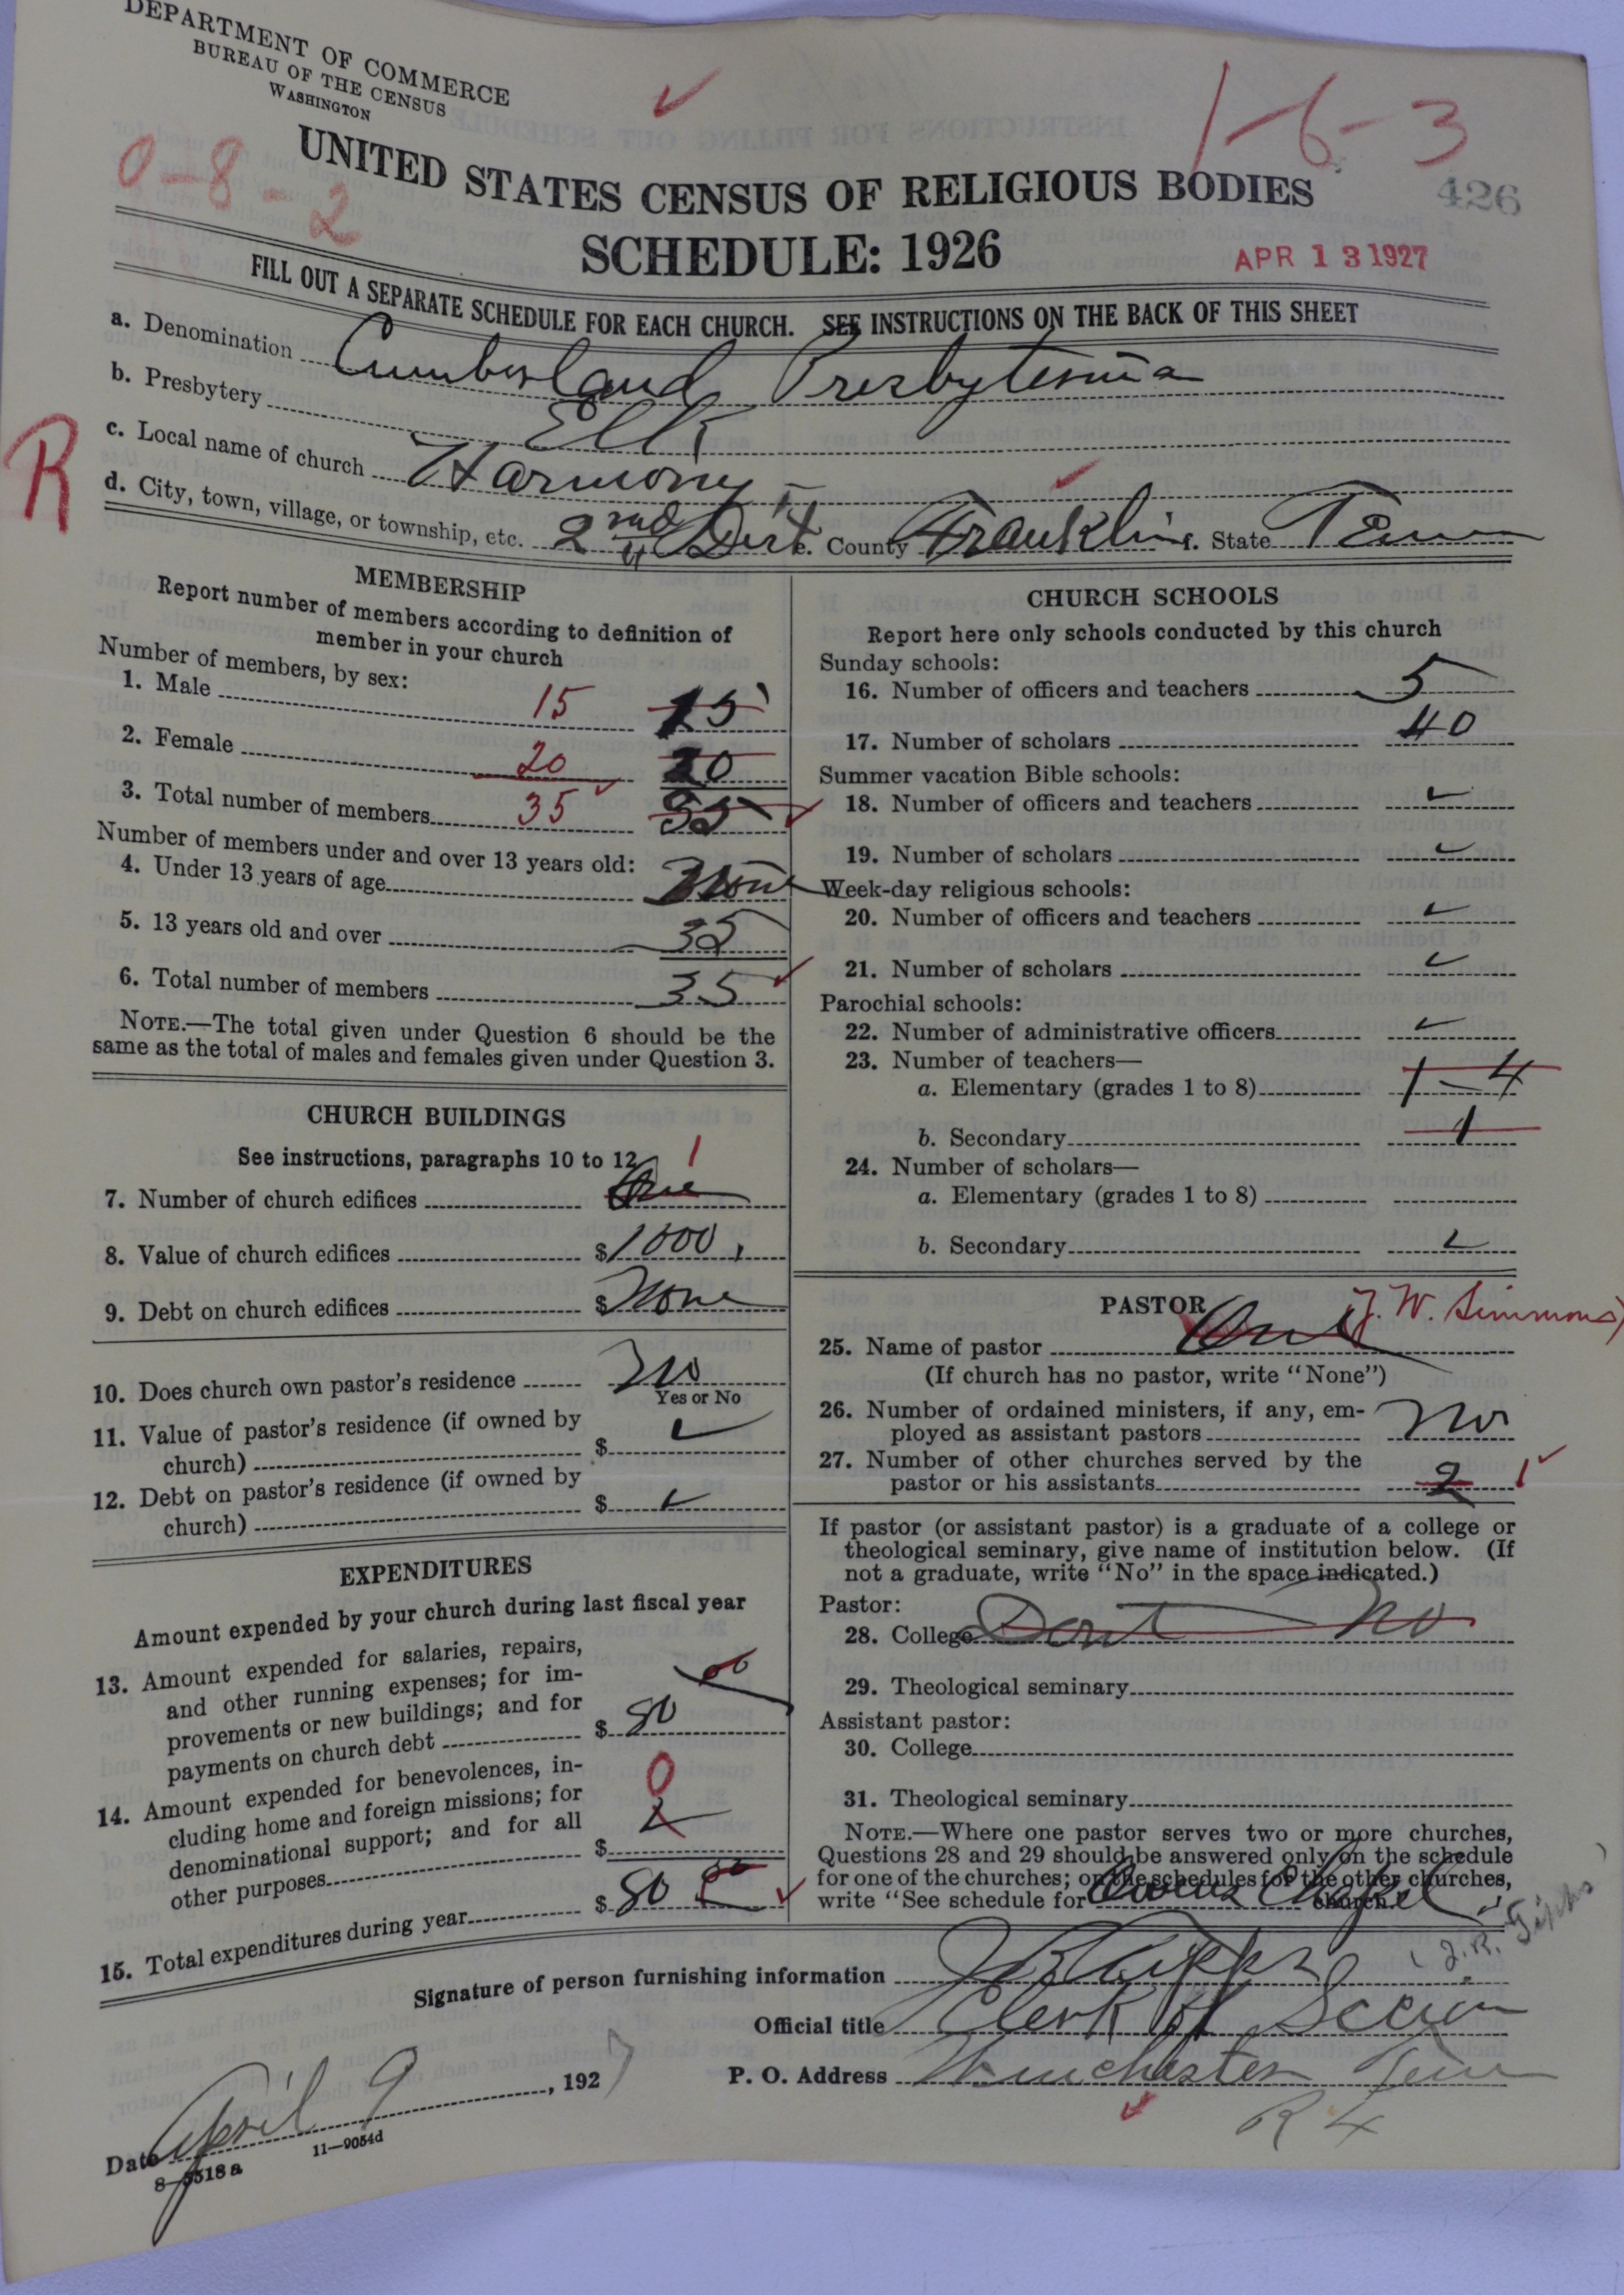 DEPARTMENT OF COMMERCE
BUREAU OF THE CENSUS
WASHINGTON
1-6-3
0-8-2
UNITED STATES CENSUS OF RELIGIOUS BODIES
426
SCHEDULE: 1926
APR 13 1927
FILL OUT A SEPARATE SCHEDULE FOR EACH CHURCH. SEE INSTRUCTIONS ON THE BACK OF THIS SHEET
a. Denomination Cumberland Presbyterian
b. Presbytery Elk
R
c. Local name of church Harmony
d. City, town, village, or township, etc. 2nd Dist e. County Franklin f. State Tenn
MEMBERSHIP
Report number of members according to definition of
member in your church
Number of members, by sex:
1. Male 15 15
2. Female 20 20
3. Total number of members 35 35
Number of members under and over 13 years old:
4. Under 13 years of age None
5. 13 years old and over 35
6. Total number of members 35
NOTE.—The total given under Question 6 should be the
same as the total of males and females given under Question 3.
CHURCH BUILDINGS
See instructions, paragraphs 10 to 12
7. Number of church edifices One 1
8. Value of church edifices $1000
9. Debt on church edifices $None
10. Does church own pastor's residence No
Yes or No
11. Value of pastor's residence (if owned by
church) $
12. Debt on pastor's residence (if owned by
church) $
EXPENDITURES
Amount expended by your church during last fiscal year
13. Amount expended for salaries, repairs,
and other running expenses; for im-
provements or new buildings; and for
payments on church debt $80 00
14. Amount expended for benevolences, in-
cluding home and foreign missions; for
denominational support; and for all
other purposes $ 0
15. Total expenditures during year $80 00
CHURCH SCHOOLS
Report here only schools conducted by this church
Sunday schools:
16. Number of officers and teachers 5
17. Number of scholars 40
Summer vacation Bible schools:
18. Number of officers and teachers
19. Number of scholars
Week-day religious schools:
20. Number of officers and teachers
21. Number of scholars
Parochial schools:
22. Number of administrative officers
23. Number of teachers—
a. Elementary (grades 1 to 8) 1-4
b. Secondary 1
24. Number of scholars—
a. Elementary (grades 1 to 8)
b. Secondary
PASTOR
25. Name of pastor One (J. W. Simmons)
(If church has no pastor, write "None")
26. Number of ordained ministers, if any, em-
ployed as assistant pastors No
27. Number of other churches served by the
pastor or his assistants 2 1
If pastor (or assistant pastor) is a graduate of a college or
theological seminary, give name of institution below. (If
not a graduate, write "No" in the space indicated.)
Pastor:
28. College Dont No
29. Theological seminary
Assistant pastor:
30. College
31. Theological seminary
NOTE.—Where one pastor serves two or more churches,
Questions 28 and 29 should be answered only on the schedule
for one of the churches; on the schedules for the other churches,
write "See schedule for Owens Chapel church."
Signature of person furnishing information J R Tipps (J. R. Tipps)
Official title Clerk of Session
P. O. Address Winchester Tenn
R 4
Date April 9, 1927
8-5518a 11—9054d